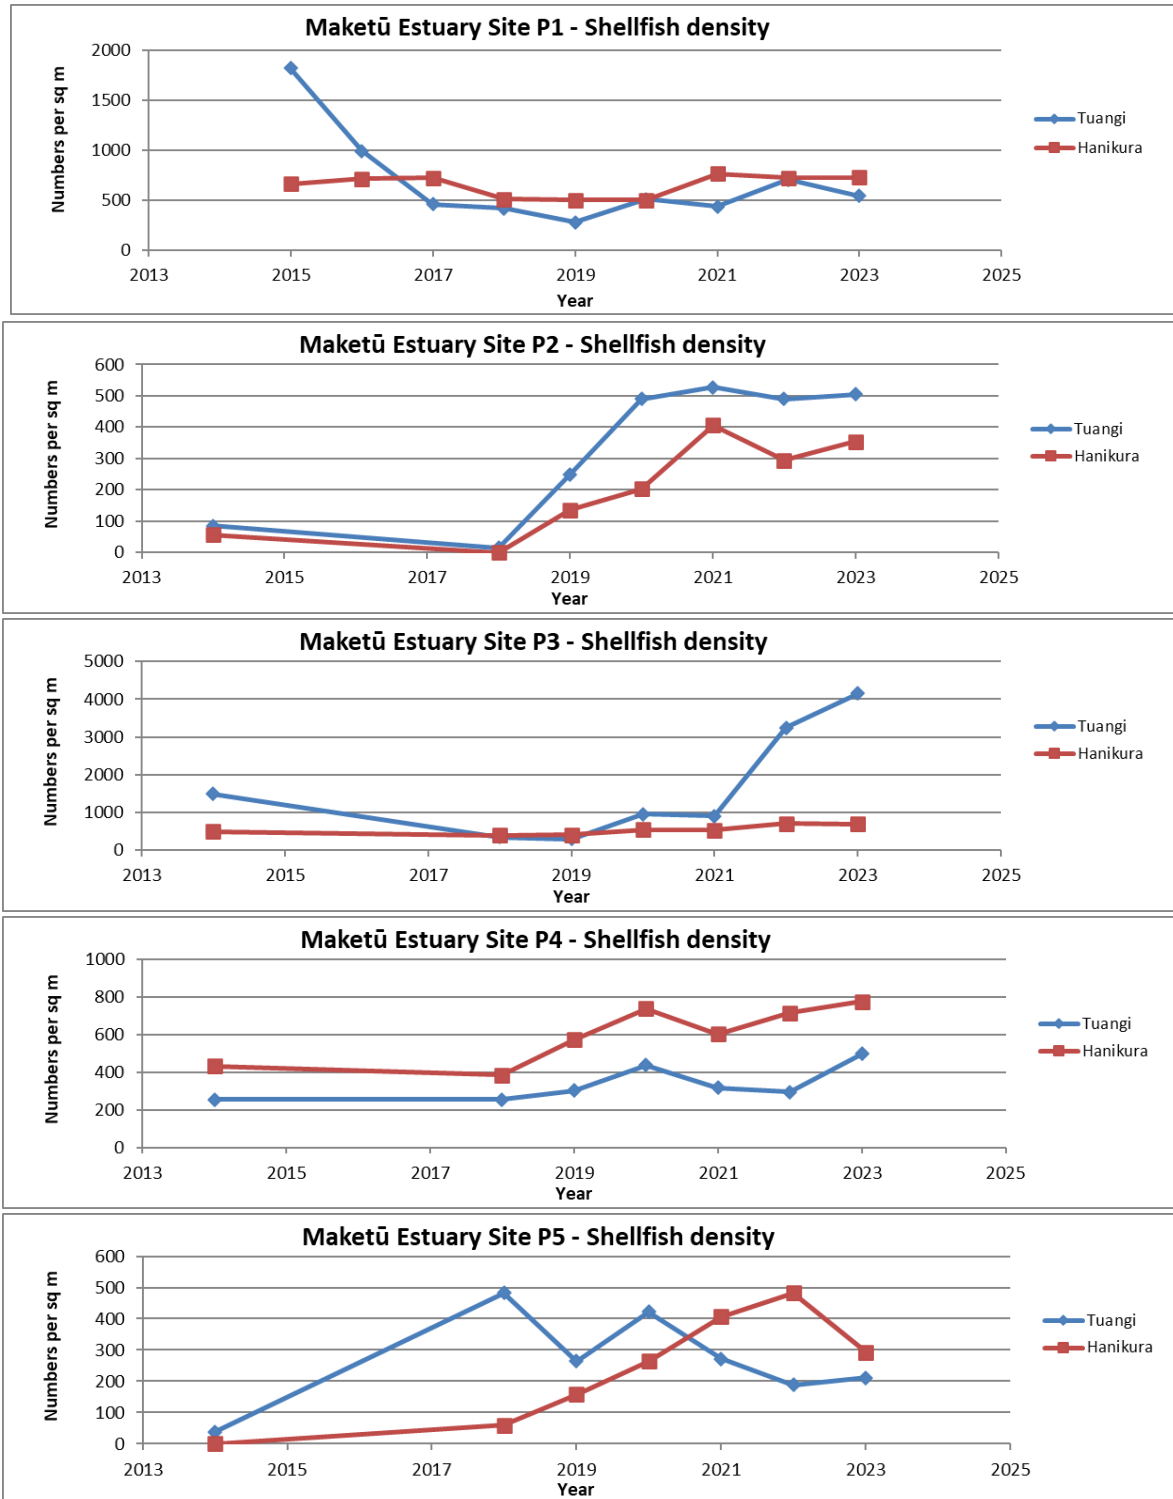 Maketū Estuary Site P1 - Shellfish density
Numbers per sq m
2000
1500
1000
500
0
2013 2015 2017 2019 2021 2023 2025
Year
Tuangi
Hanikura
Maketū Estuary Site P2 - Shellfish density
Numbers per sq m
600
500
400
300
200
100
0
2013 2015 2017 2019 2021 2023 2025
Year
Tuangi
Hanikura
Maketū Estuary Site P3 - Shellfish density
Numbers per sq m
5000
4000
3000
2000
1000
0
2013 2015 2017 2019 2021 2023 2025
Year
Tuangi
Hanikura
Maketū Estuary Site P4 - Shellfish density
Numbers per sq m
1000
800
600
400
200
0
2013 2015 2017 2019 2021 2023 2025
Year
Tuangi
Hanikura
Maketū Estuary Site P5 - Shellfish density
Numbers per sq m
600
500
400
300
200
100
0
2013 2015 2017 2019 2021 2023 2025
Year
Tuangi
Hanikura